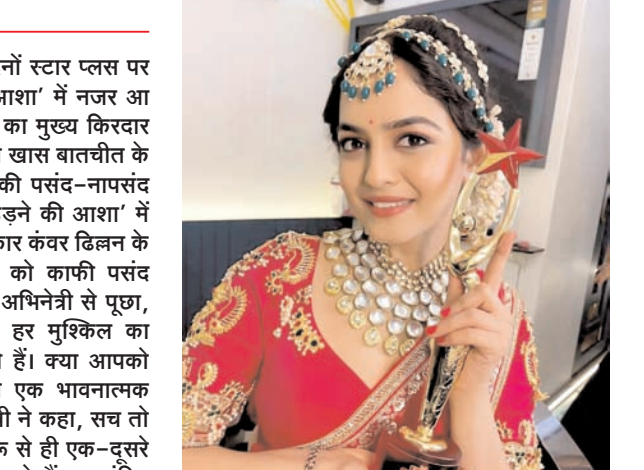 नों स्टार प्लस पर
आशा’ में नजर आ
का मुख्य किरदार
खास बातचीत के
की पसंद-नापसंद
ड़ने की आशा’ में
कार कंवर ढिल्लन के
को काफी पसंद
अभिनेत्री से पूछा,
हर मुश्किल का
हैं। क्या आपको
एक भावनात्मक
ने कहा, सच तो
से ही एक-दूसरे